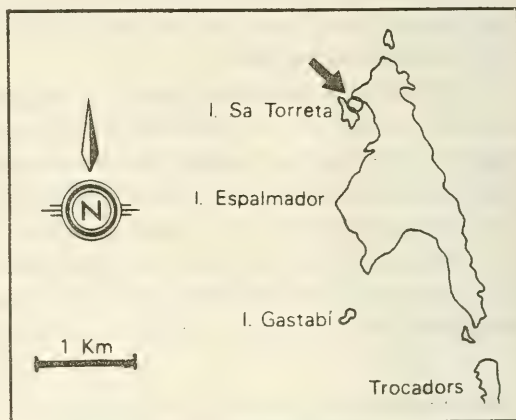 I. Sa Torreta
I. Espalmador
N
I. Gastabí
1 Km
Trocadors